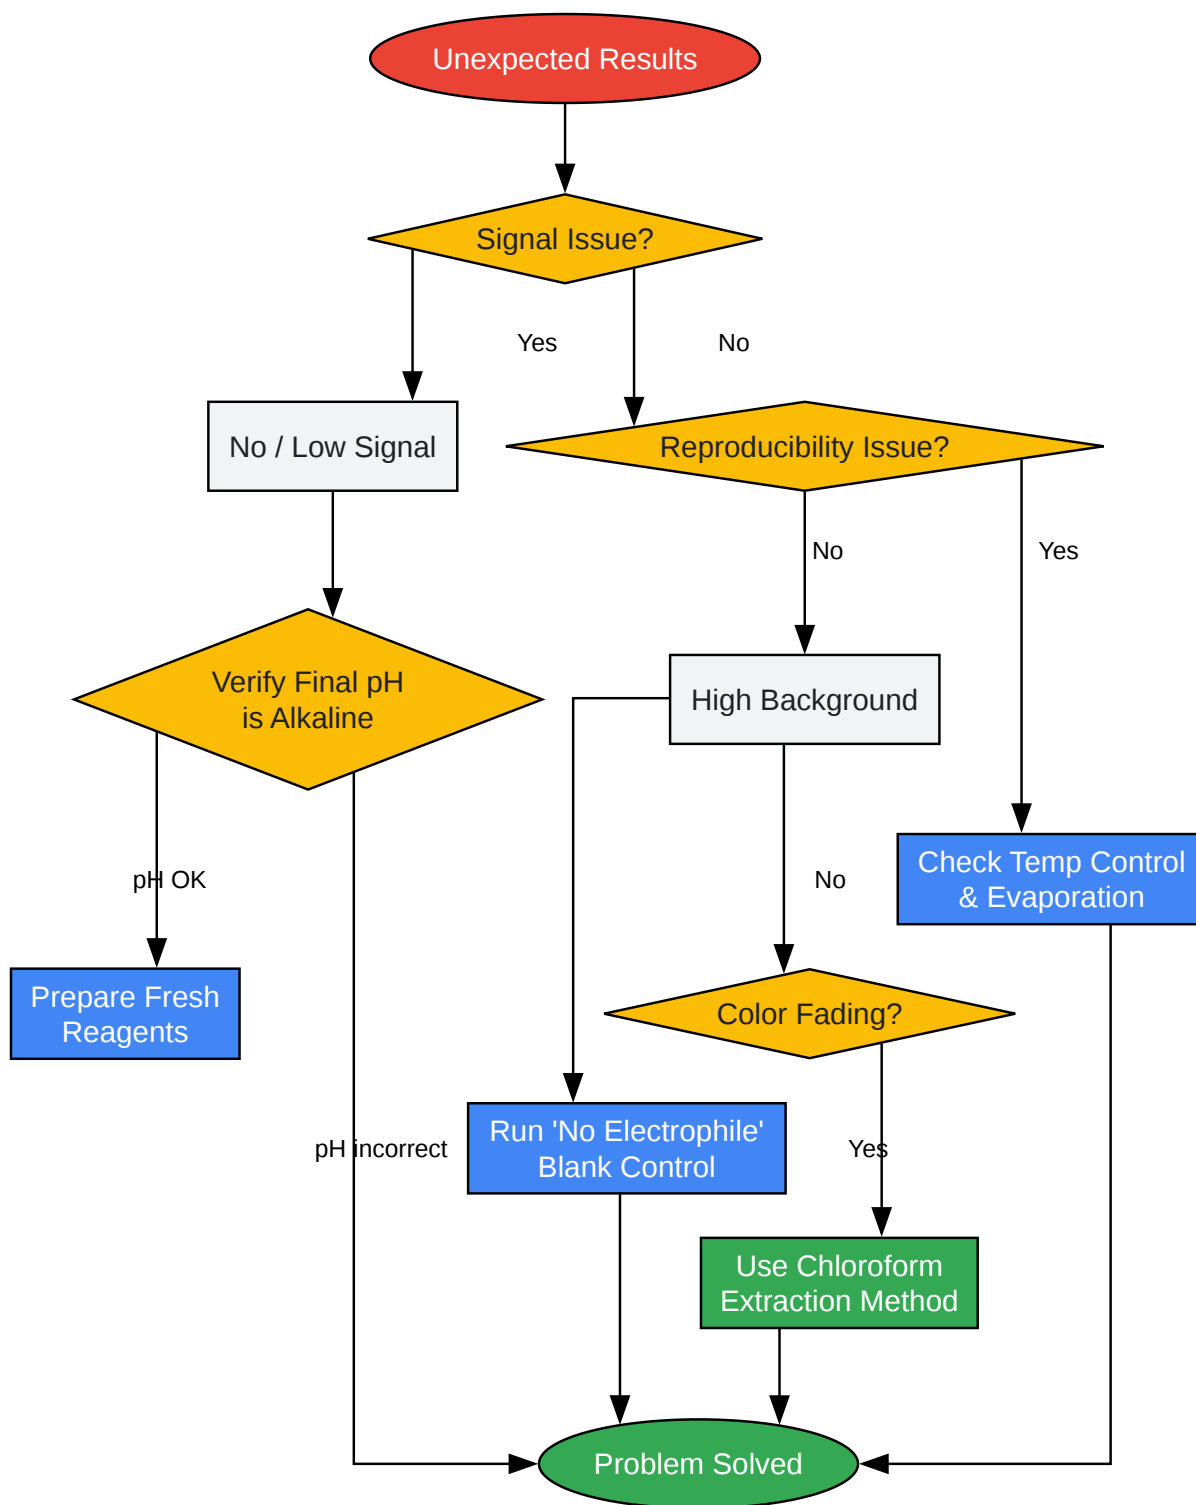 Unexpected Results
Signal Issue?
Yes
No
No / Low Signal
Reproducibility Issue?
No
Yes
Verify Final pH
is Alkaline
High Background
pH OK
No
Check Temp Control
& Evaporation
Prepare Fresh
Reagents
Color Fading?
pH incorrect
Run 'No Electrophile'
Blank Control
Yes
Use Chloroform
Extraction Method
Problem Solved